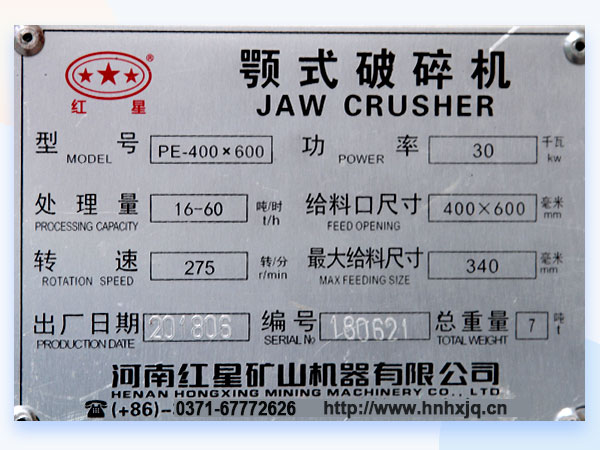 ®
红 星
颚式破碎机
JAW CRUSHER
型 号 PE-400×600 功 率 30 千瓦
MODEL POWER kw
处理量 16-60 吨/时 给料口尺寸 400×600 毫米
PROCESSING CAPACITY t/h FEED OPENING mm
转 速 275 转/分 最大给料尺寸 340 毫米
ROTATION SPEED r/min MAX FEEDING SIZE mm
出厂日期 201806 编号 180621 总重量 7 吨
PRODUCTION DATE SERIAL № TOTAL WEIGHT t
河南红星矿山机器有限公司
HENAN HONGXING MINING MACHINERY CO., LTD
☎(+86)- 0371-67772626 http://www.hnhxjq.cn/